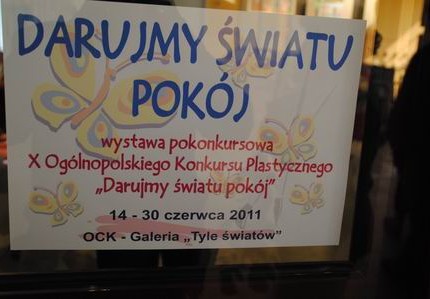 DARUJMY ŚWIATU
POKÓJ
wystawa pokonkursowa
X Ogólnopolskiego Konkursu Plastycznego
„Darujmy światu pokój”
14 - 30 czerwca 2011
OCK - Galeria „Tyle światów”